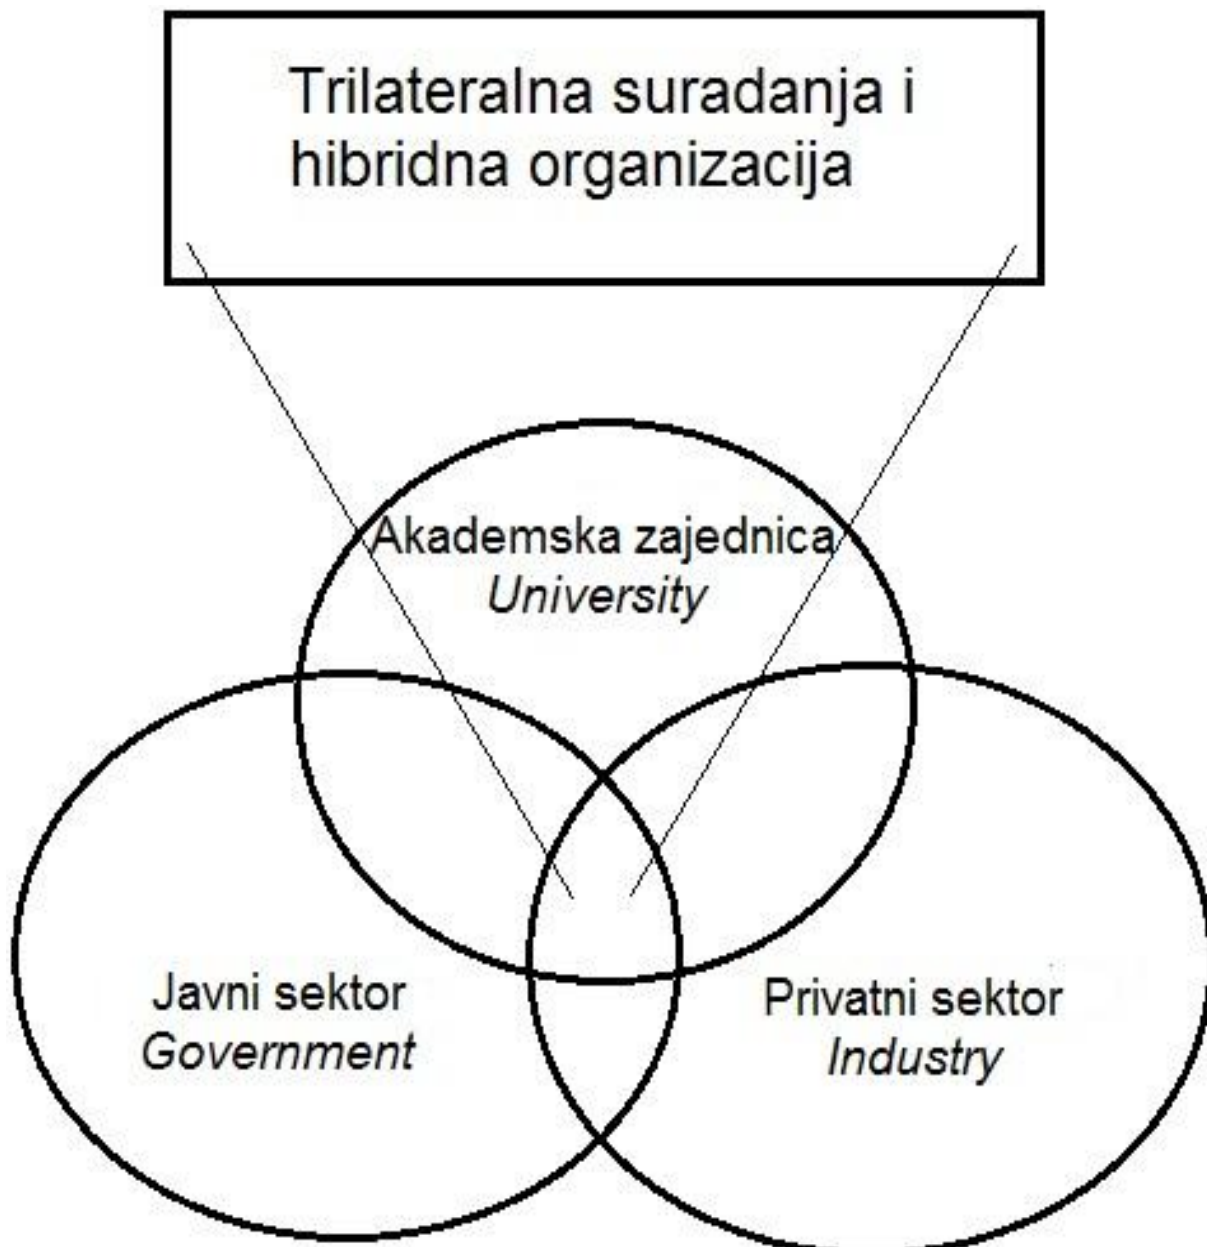 Trilateralna suradanja i
hibridna organizacija
Akademska zajednica
University
Javni sektor
Government
Privatni sektor
Industry